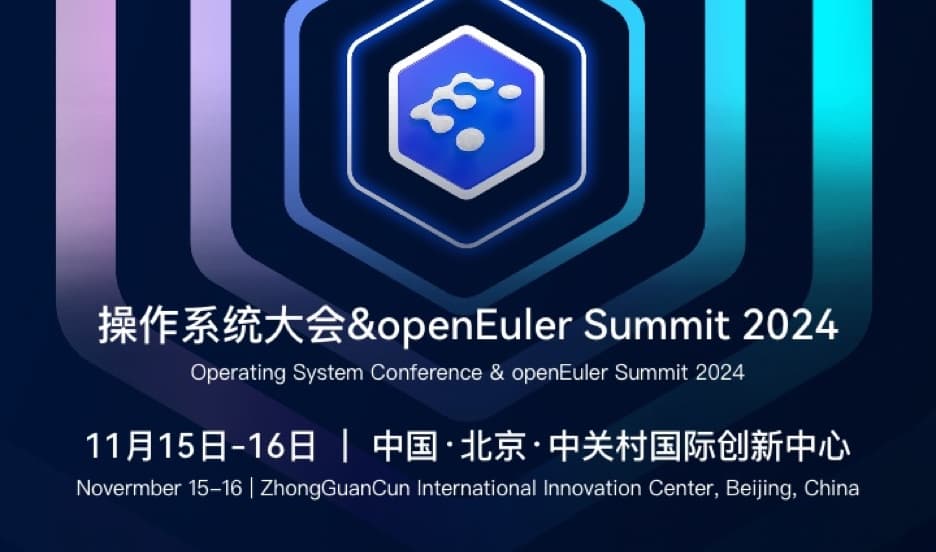 操作系统大会&openEuler Summit 2024
Operating System Conference & openEuler Summit 2024
11月15日-16日 | 中国·北京·中关村国际创新中心
Novermber 15-16 | ZhongGuanCun International Innovation Center, Beijing, China